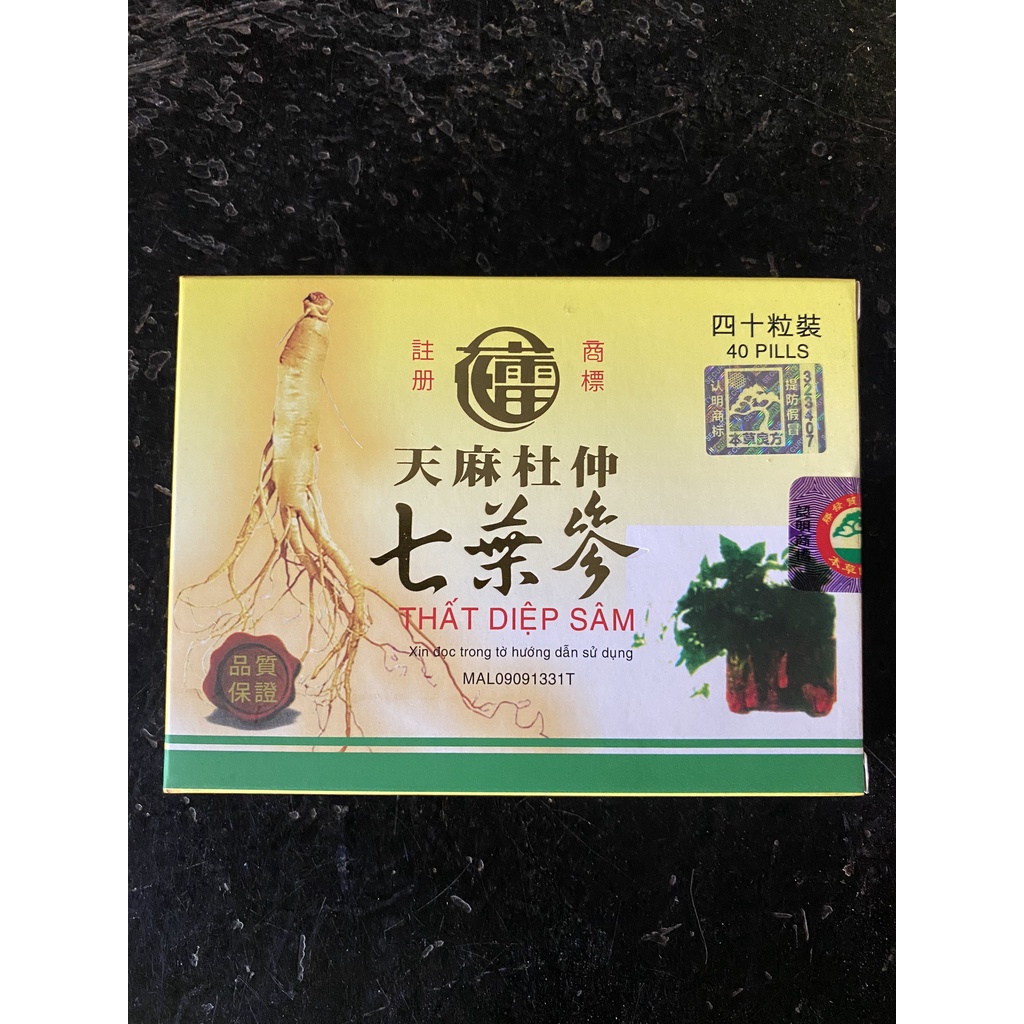 四十粒裝
40 PILLS
註册
商標
认明商标
提防假冒
323407
本草良方
天麻杜仲
七葉參
THẤT DIỆP SÂM
Xin đọc trong tờ hướng dẫn sử dụng
MAL09091331T
品質
保證